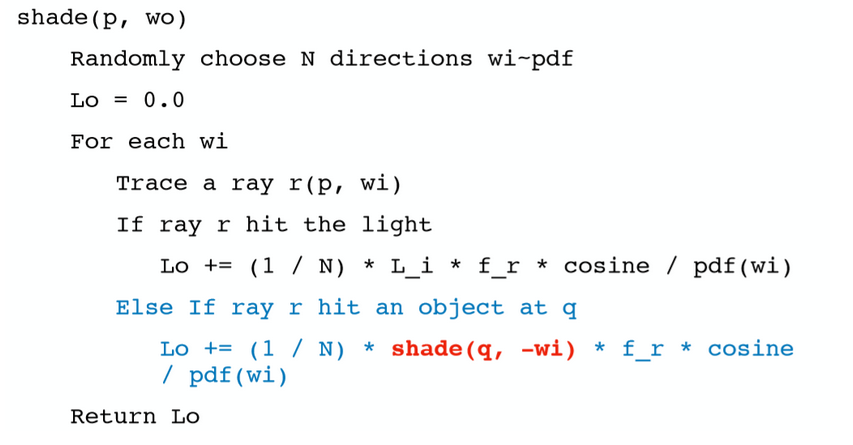 shade(p, wo)
Randomly choose N directions wi~pdf
Lo = 0.0
For each wi
Trace a ray r(p, wi)
If ray r hit the light
Lo += (1 / N) * L_i * f_r * cosine / pdf(wi)
Else If ray r hit an object at q
Lo += (1 / N) * shade(q, -wi) * f_r * cosine
/ pdf(wi)
Return Lo